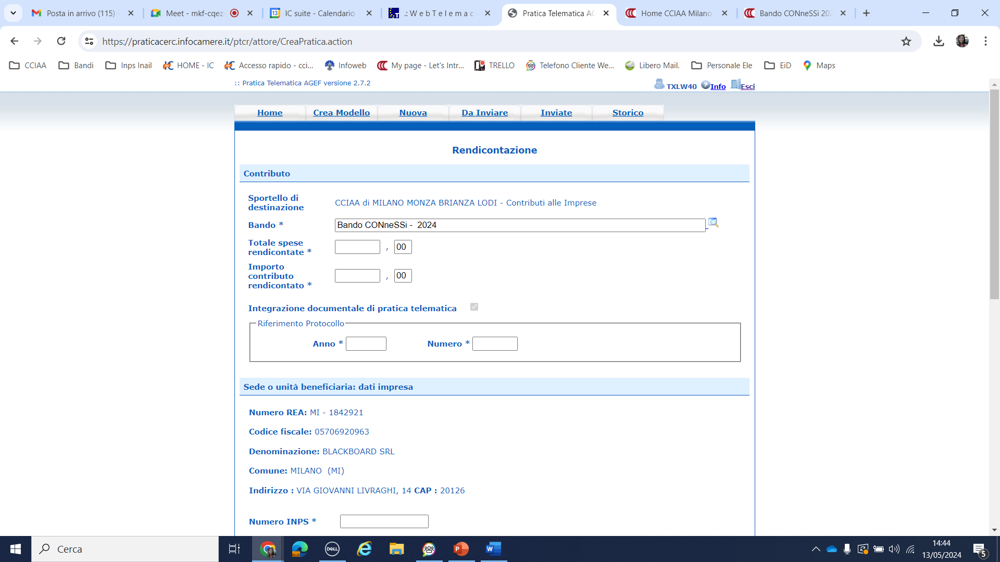 Posta in arrivo (115) -
Meet - mkf-cqez-
IC suite - Calendario
.: W e b T e l e m a c
Pratica Telematica AG
Home CCIAA Milano
Bando CONneSSi 202
https://praticacerc.infocamere.it/ptcr/attore/CreaPratica.action
CCIAA
Bandi
Inps Inail
HOME - IC
Accesso rapido - cci...
Infoweb
My page - Let's Intr...
TRELLO
Telefono Cliente We...
Libero Mail.
Personale Ele
EiD
Maps
:: Pratica Telematica AGEF versione 2.7.2
TXLW40 Info Esci
Home Crea Modello Nuova Da Inviare Inviate Storico
Rendicontazione
Contributo
Sportello di
destinazione
CCIAA di MILANO MONZA BRIANZA LODI - Contributi alle Imprese
Bando * Bando CONneSSi - 2024
Totale spese
rendicontate * , 00
Importo
contributo
rendicontato * , 00
Integrazione documentale di pratica telematica
Riferimento Protocollo
Anno * Numero *
Sede o unità beneficiaria: dati impresa
Numero REA: MI - 1842921
Codice fiscale: 05706920963
Denominazione: BLACKBOARD SRL
Comune: MILANO (MI)
Indirizzo : VIA GIOVANNI LIVRAGHI, 14 CAP : 20126
Numero INPS *
Cerca
DELL
14:44
13/05/2024
5